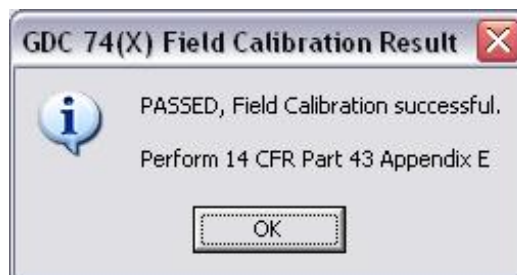 GDC 74(X) Field Calibration Result
PASSED, Field Calibration successful.
Perform 14 CFR Part 43 Appendix E
OK